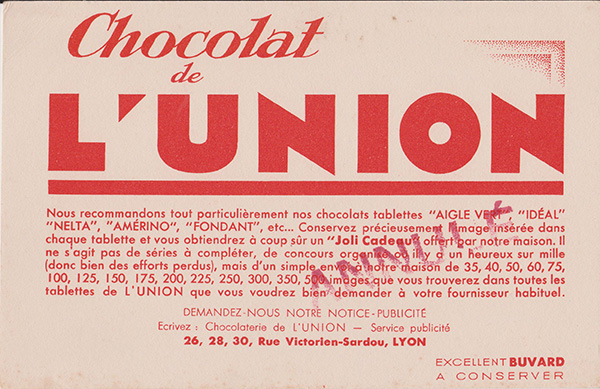 Chocolat
de
L'UNION
Nous recommandons tout particulièrement nos chocolats tablettes "AIGLE VERT", "IDÉAL"
"NELTA", "AMÉRINO", "FONDANT", etc... Conservez précieusement l'image insérée dans
chaque tablette et vous obtiendrez à coup sûr un "Joli Cadeau" offert par notre maison. Il
ne s'agit pas de séries à compléter, de concours pour un heureux sur mille
(donc bien des efforts perdus), mais d'un simple envoi à notre maison de 35, 40, 50, 60, 75,
100, 125, 150, 175, 200, 225, 250, 300, 350, 500 images que vous trouverez dans toutes les
tablettes de L'UNION que vous voudrez bien demander à votre fournisseur habituel.
ANNULÉ
DEMANDEZ-NOUS NOTRE NOTICE-PUBLICITÉ
Ecrivez : Chocolaterie de L'UNION — Service publicité
26, 28, 30, Rue Victorien-Sardou, LYON
EXCELLENT BUVARD
A CONSERVER